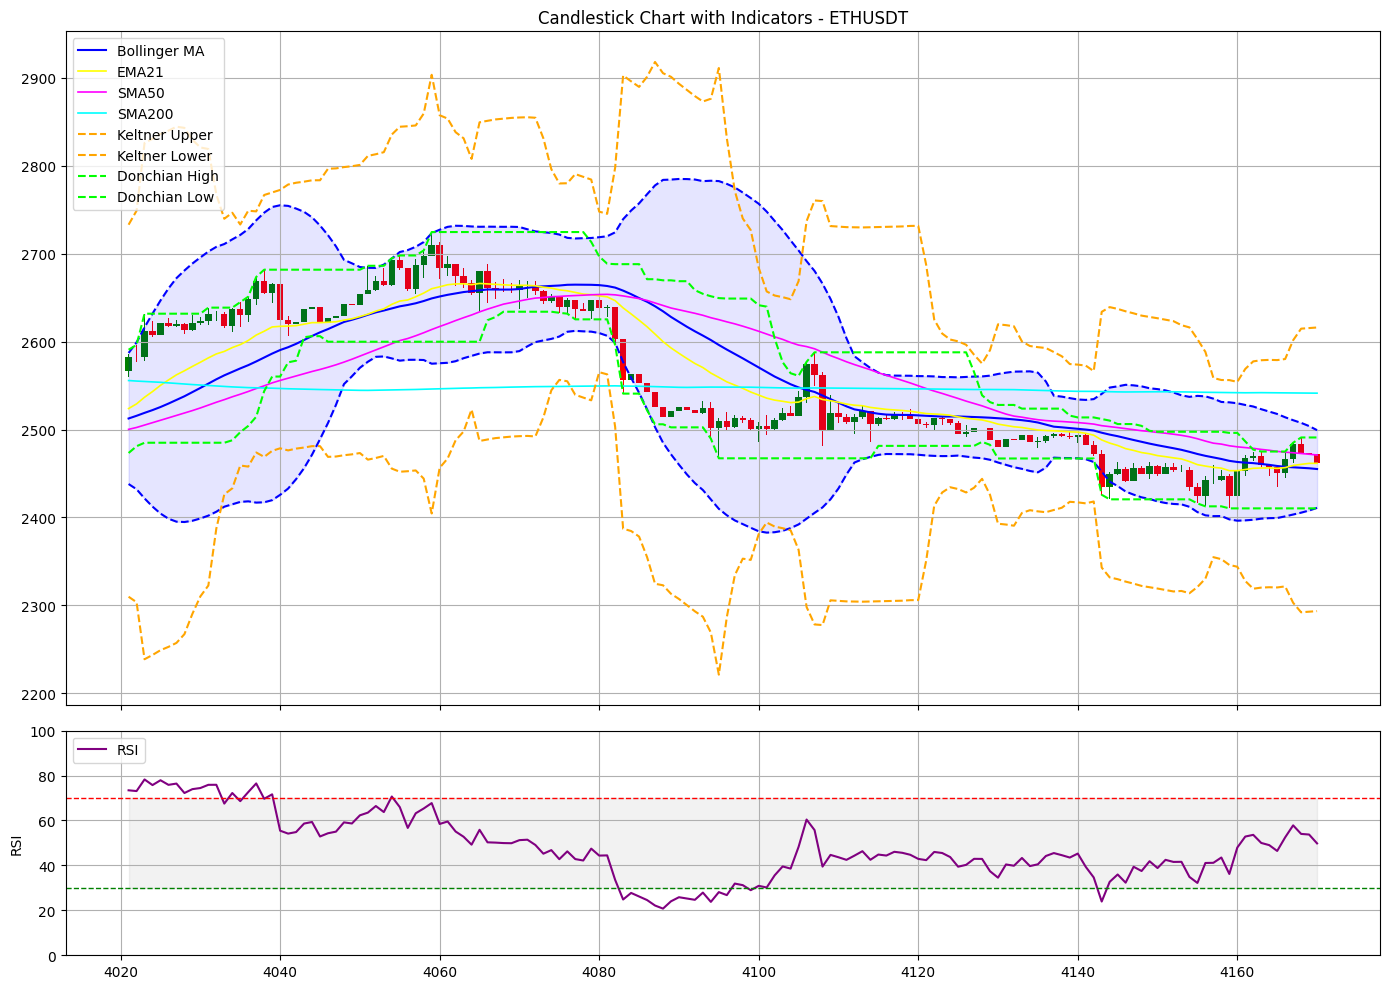 Candlestick Chart with Indicators - ETHUSDT
Bollinger MA
EMA21
SMA50
SMA200
Keltner Upper
Keltner Lower
Donchian High
Donchian Low
2900
2800
2700
2600
2500
2400
2300
2200
RSI
100
80
60
40
20
0
RSI
4020 4040 4060 4080 4100 4120 4140 4160